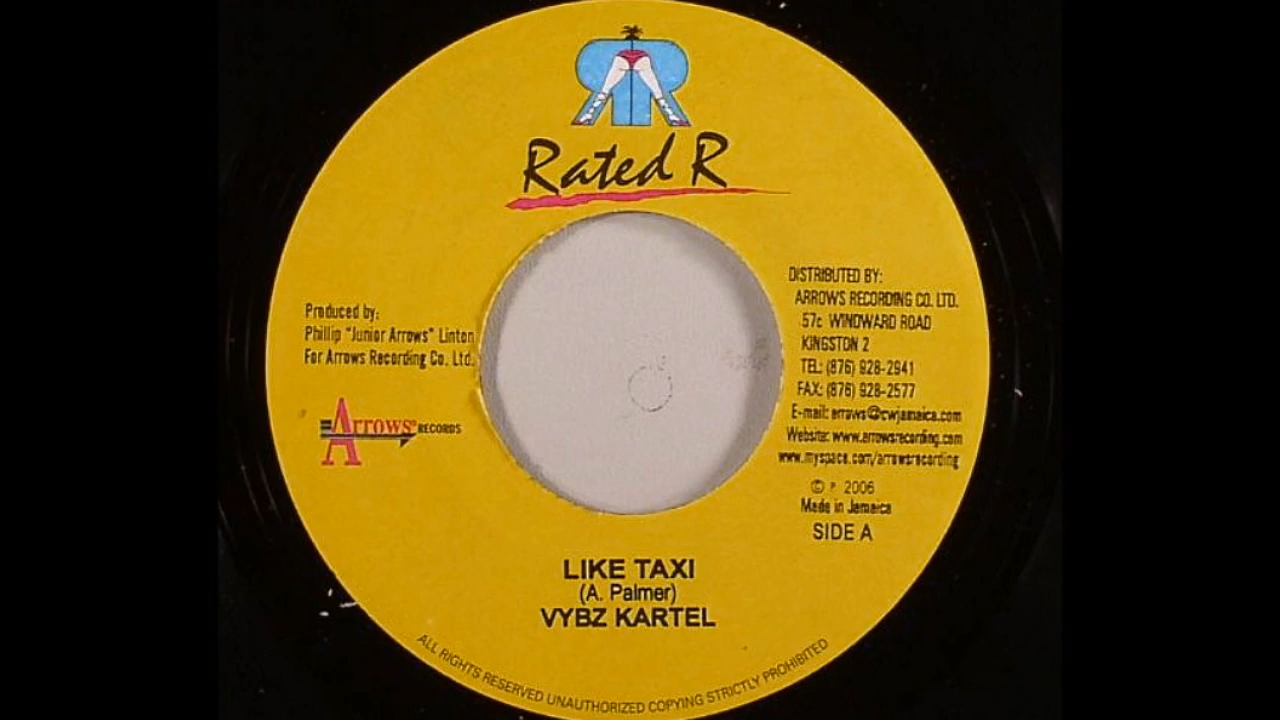 Rated R
Produced by:
Phillip "Junior Arrows" Linton
For Arrows Recording Co. Ltd.
Arrows RECORDS
DISTRIBUTED BY:
ARROWS RECORDING CO. LTD.
57c WINDWARD ROAD
KINGSTON 2
TEL: (876) 928-2941
FAX: (876) 928-2577
E-mail: arrows@cwjamaica.com
Website: www.arrowsrecording.com
www.myspace.com/arrowsrecording
© P 2006
Made in Jamaica
SIDE A
LIKE TAXI
(A. Palmer)
VYBZ KARTEL
ALL RIGHTS RESERVED UNAUTHORIZED COPYING STRICTLY PROHIBITED